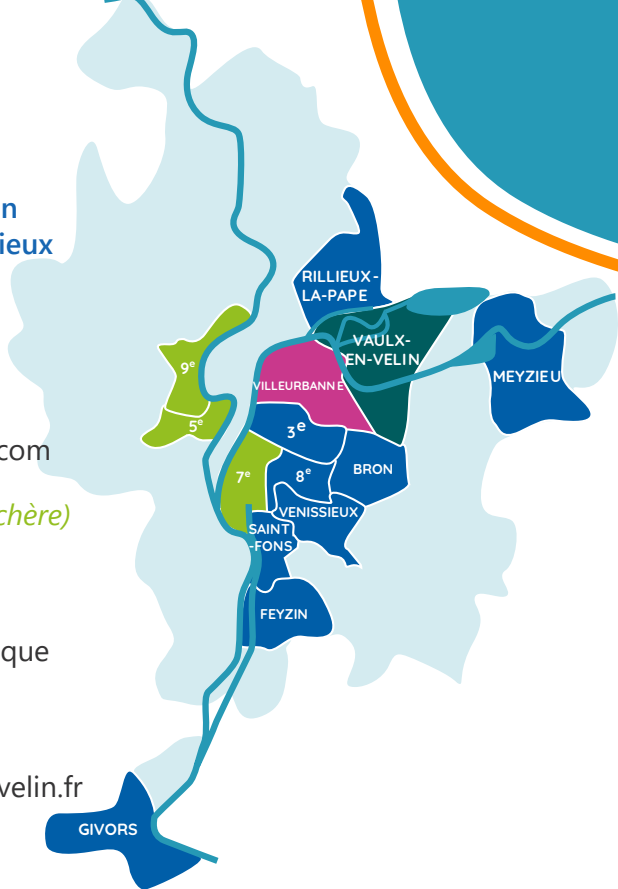 n
ieux
RILLIEUX-
LA-PAPE
VAULX-
EN-VELIN
9e
MEYZIEU
VILLEURBANNE
5e
3e
com
7e
8e
BRON
chère)
VENISSIEUX
SAINT
-FONS
FEYZIN
que
velin.fr
GIVORS